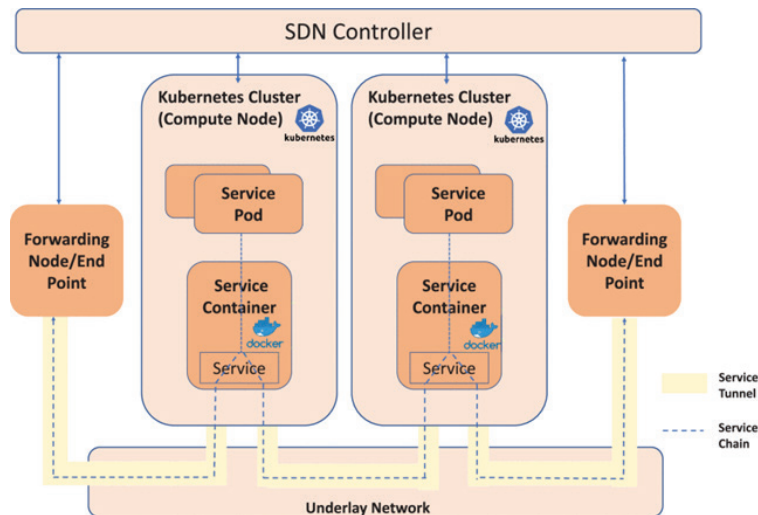 SDN Controller
Kubernetes Cluster
(Compute Node)
kubernetes
Service
Pod
Service
Container
docker
Service
Kubernetes Cluster
(Compute Node)
kubernetes
Service
Pod
Service
Container
docker
Service
Forwarding
Node/End
Point
Forwarding
Node/End
Point
Service
Tunnel
Service
Chain
Underlay Network